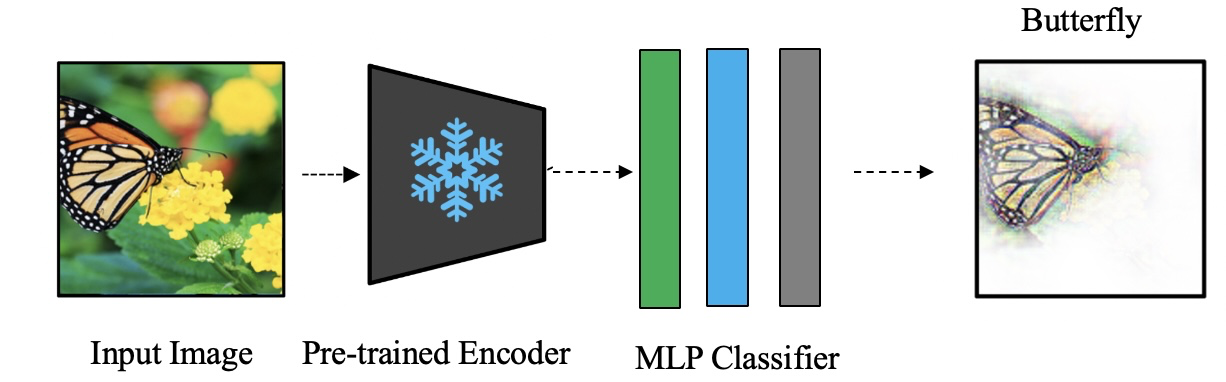 Butterfly
Input Image
Pre-trained Encoder
MLP Classifier